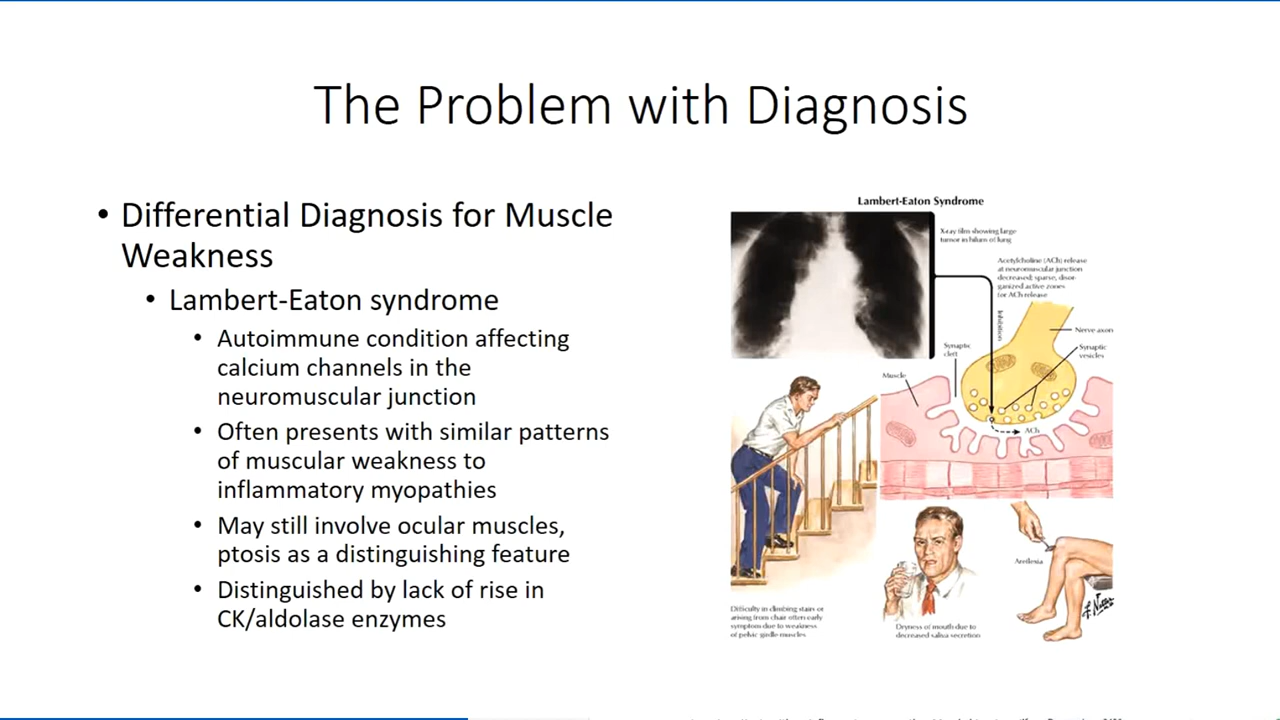 The Problem with Diagnosis
• Differential Diagnosis for Muscle
Weakness
• Lambert-Eaton syndrome
• Autoimmune condition affecting
calcium channels in the
neuromuscular junction
• Often presents with similar patterns
of muscular weakness to
inflammatory myopathies
• May still involve ocular muscles,
ptosis as a distinguishing feature
• Distinguished by lack of rise in
CK/aldolase enzymes
Lambert-Eaton Syndrome
X-ray film showing large
tumor in hilum of lung
Acetylcholine (ACh) release
at neuromuscular junction
decreased; sparse, disor-
ganized active zones
for ACh release
Inhibition
Nerve axon
Synaptic
vesicles
Synaptic
cleft
Muscle
ACh
Areflexia
Difficulty in climbing stairs or
arising from chair often early
symptom due to weakness
of pelvic girdle muscles
Dryness of mouth due to
decreased saliva secretion